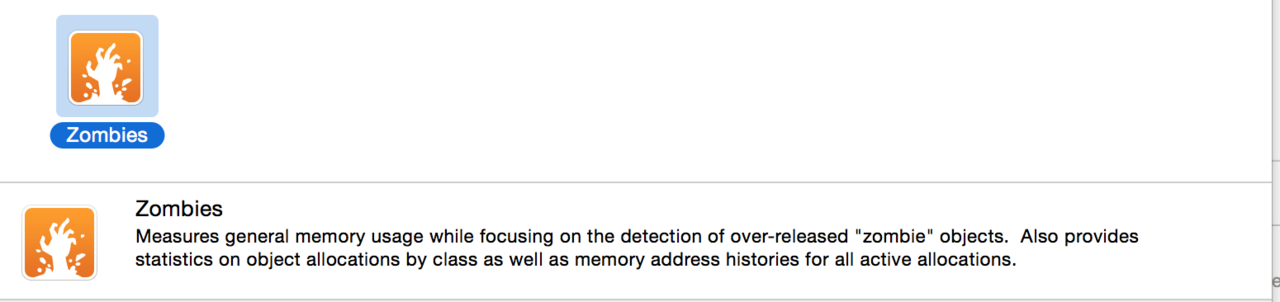 Zombies
Zombies
Measures general memory usage while focusing on the detection of over-released "zombie" objects.  Also provides
statistics on object allocations by class as well as memory address histories for all active allocations.